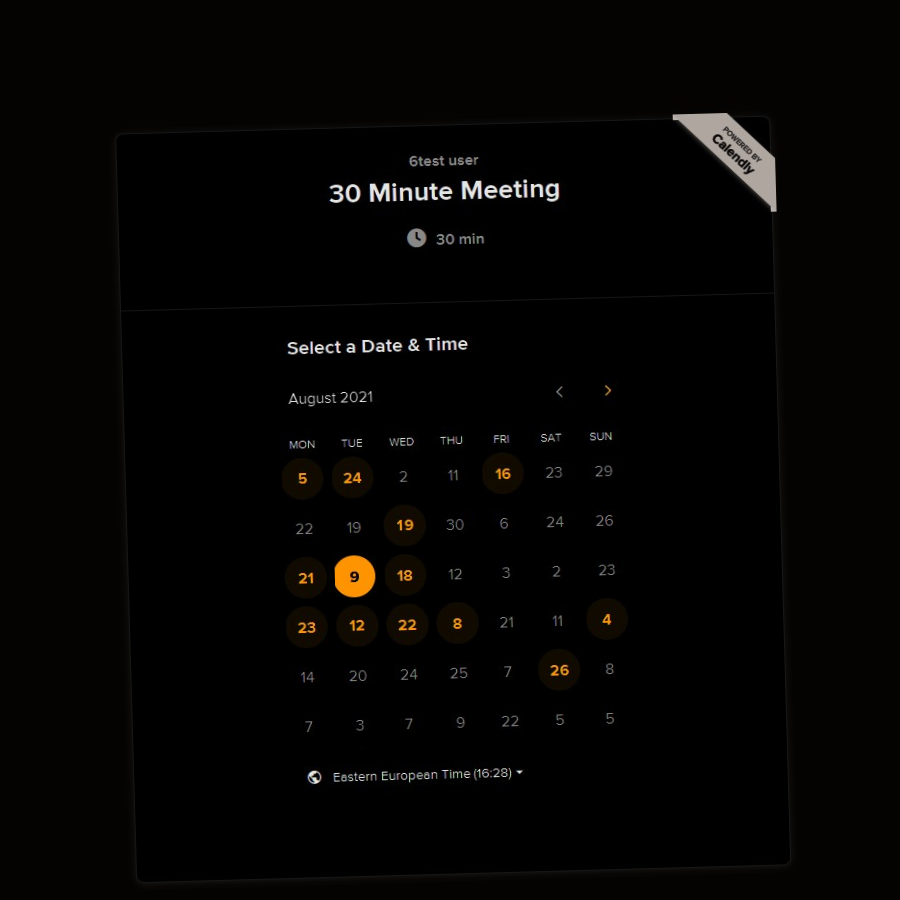 POWERED BY
Calendly
6test user
30 Minute Meeting
30 min
Select a Date & Time
August 2021
MON TUE WED THU FRI SAT SUN
5 24 2 11 16 23 29
22 19 19 30 6 24 26
21 9 18 12 3 2 23
23 12 22 8 21 11 4
14 20 24 25 7 26 8
7 3 7 9 22 5 5
Eastern European Time (16:28)